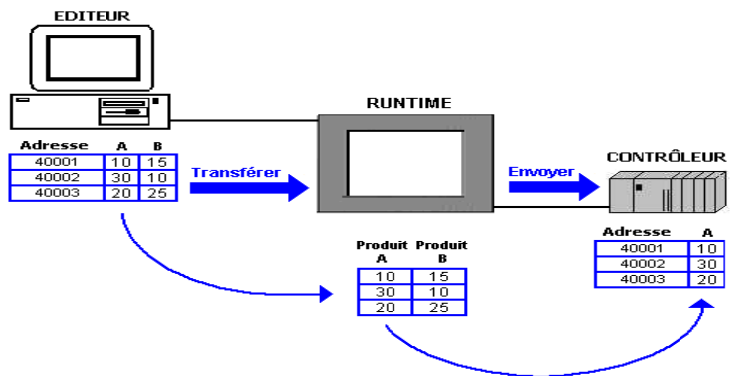 EDITEUR
RUNTIME
CONTRÔLEUR
Adresse A B
40001 10 15
40002 30 10
40003 20 25
Transférer
Envoyer
Produit Produit
A B
10 15
30 10
20 25
Adresse A
40001 10
40002 30
40003 20